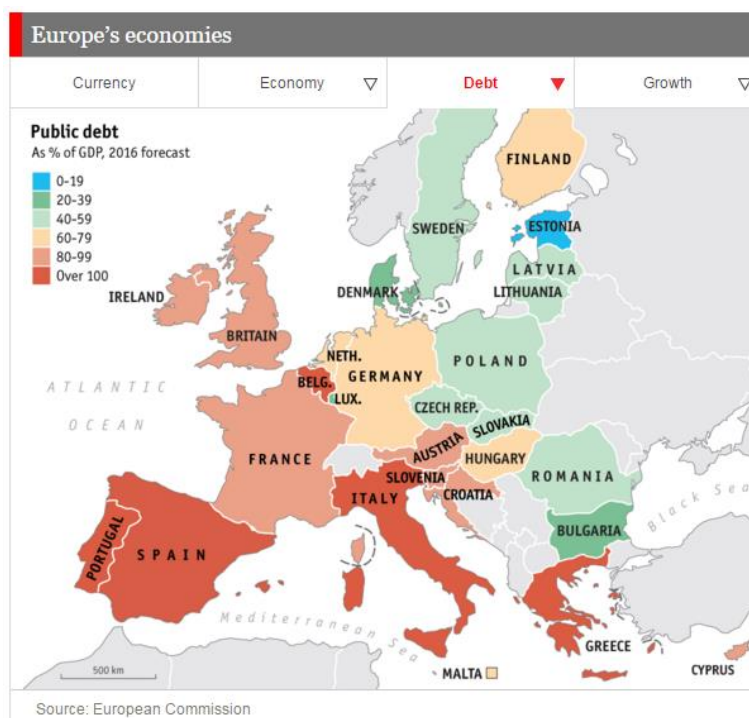 Europe's economies
Currency
Economy
Debt
Growth
Public debt
As % of GDP, 2016 forecast
0-19
20-39
40-59
60-79
80-99
Over 100
FINLAND
SWEDEN
ESTONIA
LATVIA
LITHUANIA
DENMARK
IRELAND
BRITAIN
NETH.
GERMANY
POLAND
BELG.
LUX.
CZECH REP.
SLOVAKIA
ATLANTIC
OCEAN
FRANCE
AUSTRIA
HUNGARY
SLOVENIA
ROMANIA
ITALY
CROATIA
Black Sea
BULGARIA
PORTUGAL
SPAIN
Mediterranean Sea
GREECE
MALTA
CYPRUS
500 km
Source: European Commission